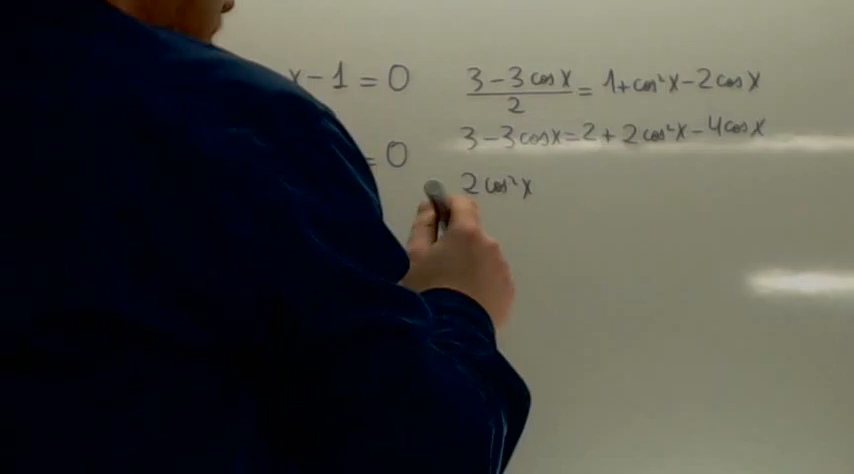 x - 1 = 0
= 0
3 - 3 cos x / 2 = 1 + cos²x - 2 cos x
3 - 3 cos x = 2 + 2 cos²x - 4 cos x
2 cos²x